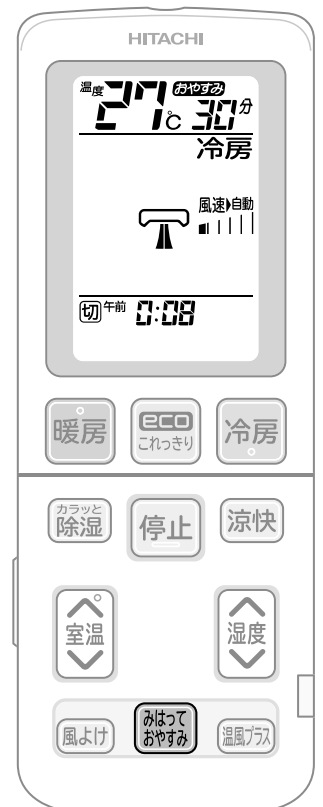 HITACHI
温度 27℃ おやすみ 30分
冷房
風速 自動
切 午前 0:08
暖房 eco これっきり 冷房
カラッと
除湿 停止 涼快
室温 湿度
風よけ みはって おやすみ 温風プラス